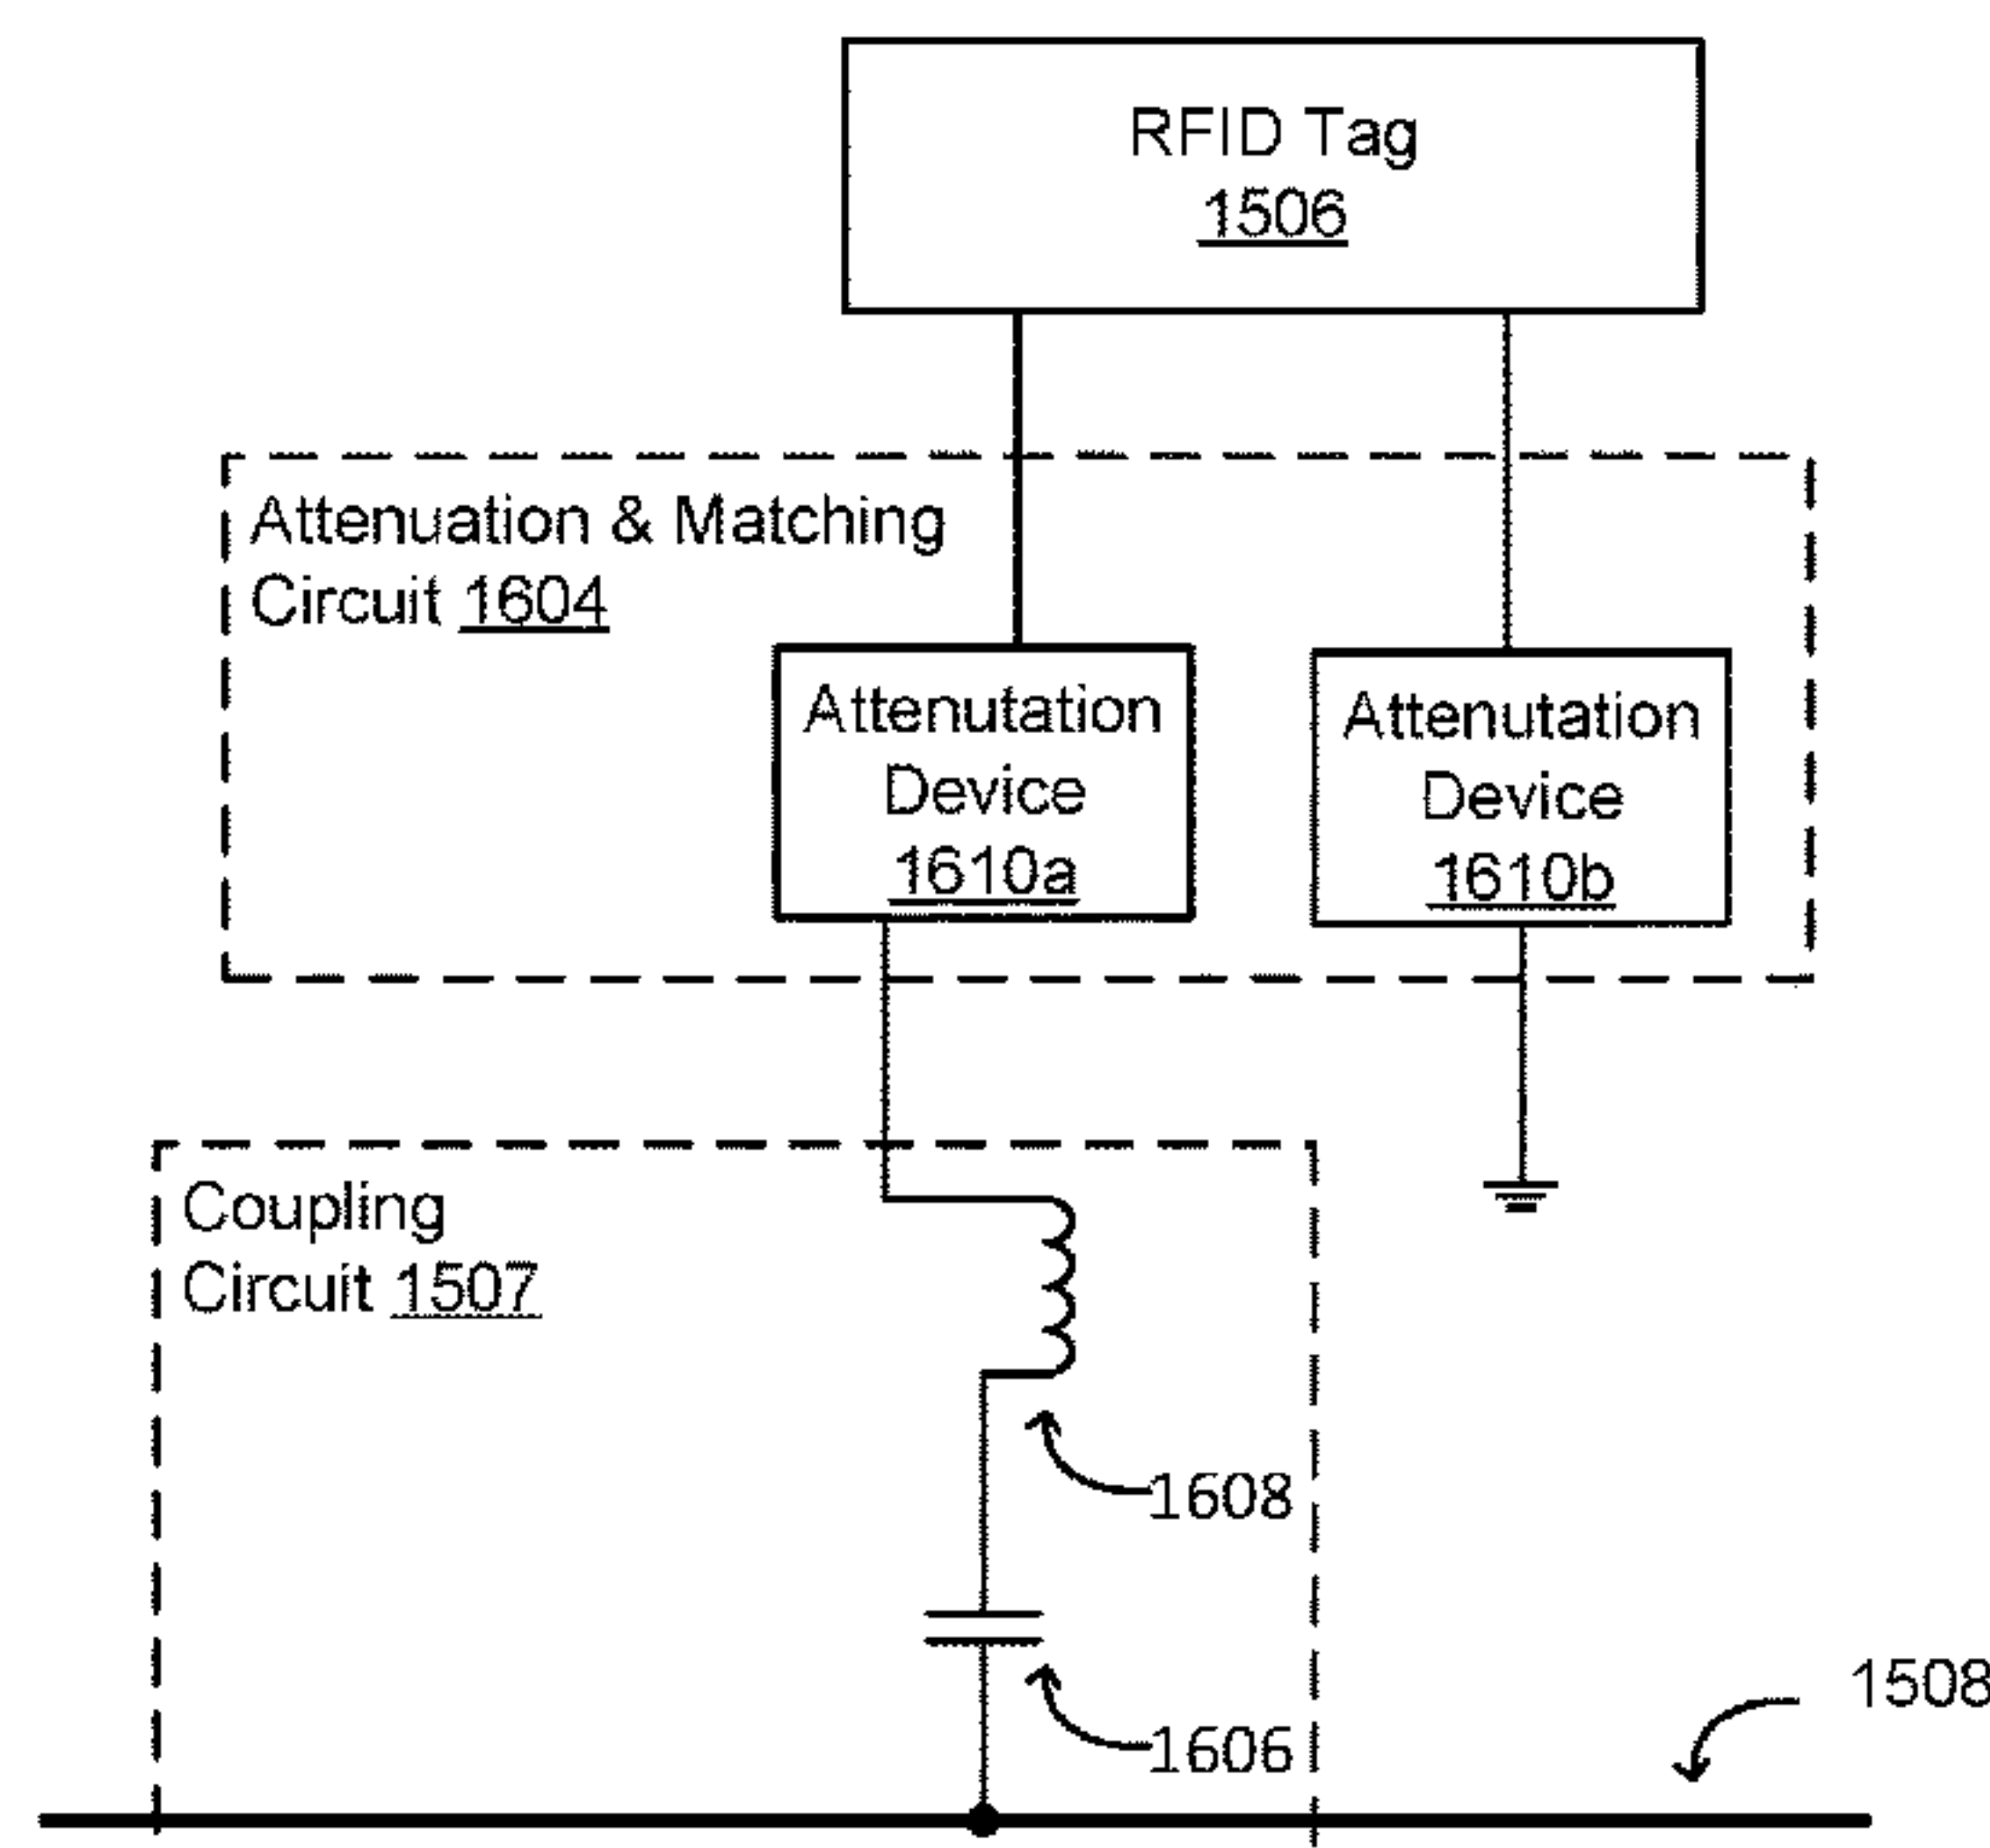 RFID Tag
1506
Attenuation & Matching
Circuit 1604
Attenutation
Device
1610a
Attenutation
Device
1610b
Coupling
Circuit 1507
1608
1606
1508